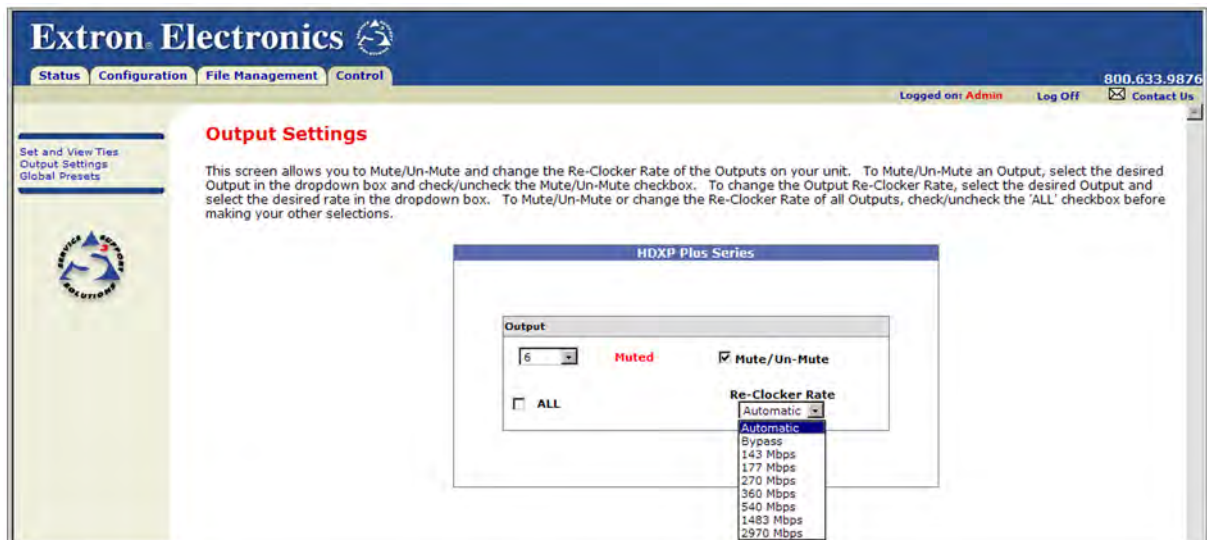 Extron® Electronics
Status Configuration File Management Control
800.633.9876
Logged on: Admin Log Off Contact Us
Set and View Ties
Output Settings
Global Presets
SERVICE SUPPORT SOLUTIONS
3
Output Settings
This screen allows you to Mute/Un-Mute and change the Re-Clocker Rate of the Outputs on your unit. To Mute/Un-Mute an Output, select the desired
Output in the dropdown box and check/uncheck the Mute/Un-Mute checkbox. To change the Output Re-Clocker Rate, select the desired Output and
select the desired rate in the dropdown box. To Mute/Un-Mute or change the Re-Clocker Rate of all Outputs, check/uncheck the 'ALL' checkbox before
making your other selections.
HDXP Plus Series
Output
6 Muted Mute/Un-Mute
ALL
Re-Clocker Rate
Automatic
Automatic
Bypass
143 Mbps
177 Mbps
270 Mbps
360 Mbps
540 Mbps
1483 Mbps
2970 Mbps